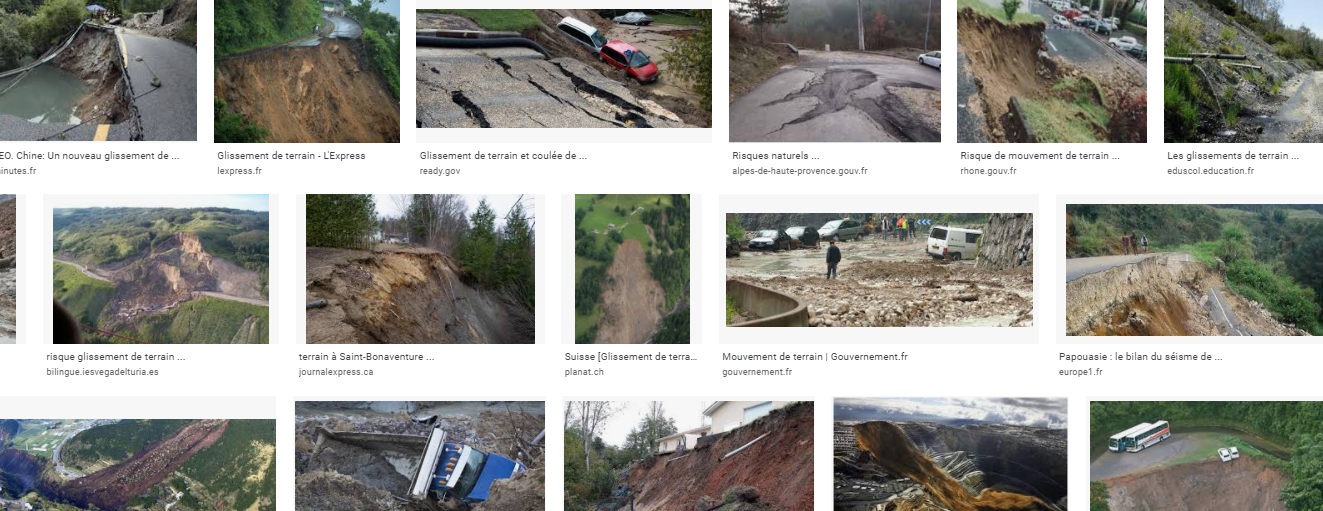 EO. Chine: Un nouveau glissement de ...
inutes.fr
Glissement de terrain - L'Express
lexpress.fr
Glissement de terrain et coulée de ...
ready.gov
Risques naturels ...
alpes-de-haute-provence.gouv.fr
Risque de mouvement de terrain ...
rhone.gouv.fr
Les glissements de terrain ...
eduscol.education.fr
risque glissement de terrain ...
bilingue.iesvegadelturia.es
terrain à Saint-Bonaventure ...
journalexpress.ca
Suisse [Glissement de terra...
planat.ch
Mouvement de terrain | Gouvernement.fr
gouvernement.fr
Papouasie : le bilan du séisme de ...
europe1.fr